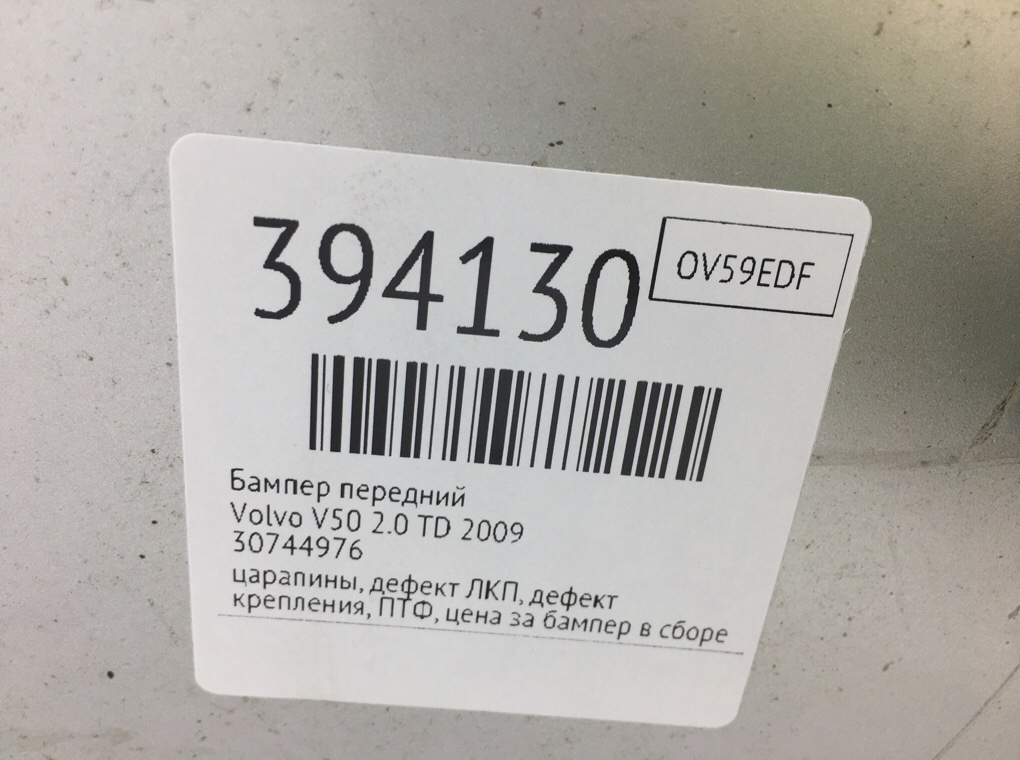 394130
OV59EDF
Бампер передний
Volvo V50 2.0 TD 2009
30744976
царапины, дефект ЛКП, дефект
крепления, ПТФ, цена за бампер в сборе